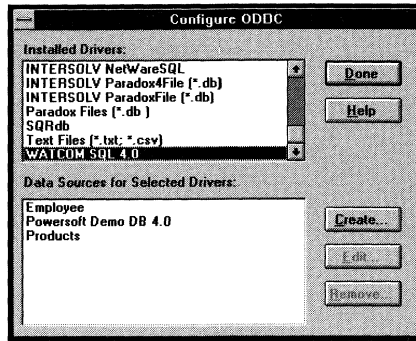 Configure ODBC
Installed Drivers:
INTERSOLV NetWareSQL
INTERSOLV Paradox4File (*.db)
INTERSOLV ParadoxFile (*.db)
Paradox Files (*.db )
SQRdb
Text Files (*.txt; *.csv)
WATCOM SQL 4.0
Done
Help
Data Sources for Selected Drivers:
Employee
Powersoft Demo DB 4.0
Products
Create...
Edit...
Remove...